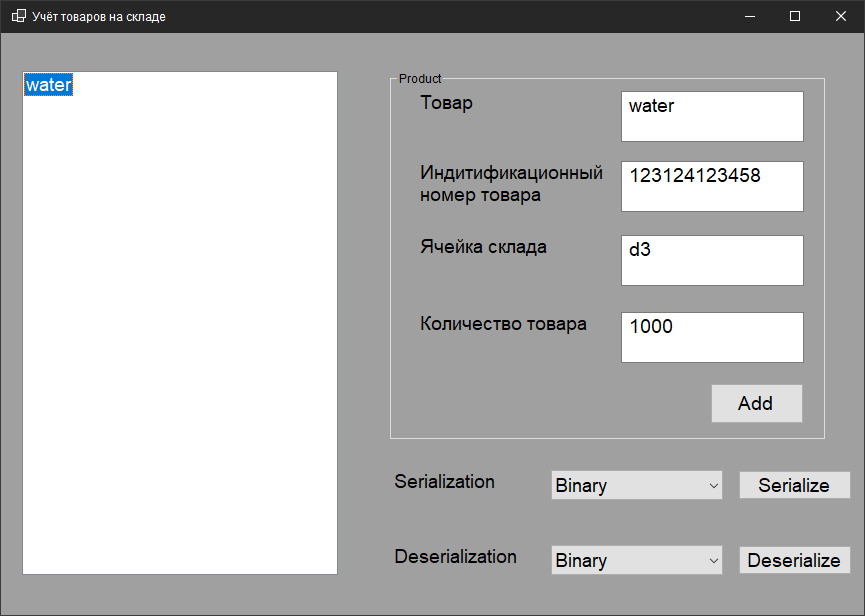 Учёт товаров на складе
water
Product
Товар
water
Индитификационный
номер товара
123124123458
Ячейка склада
d3
Количество товара
1000
Add
Serialization
Binary
Serialize
Deserialization
Binary
Deserialize